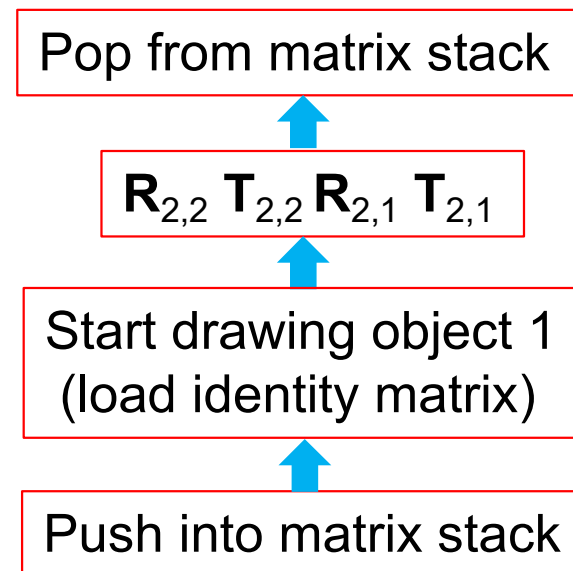 Pop from matrix stack
R2,2 T2,2 R2,1 T2,1
Start drawing object 1
(load identity matrix)
Push into matrix stack